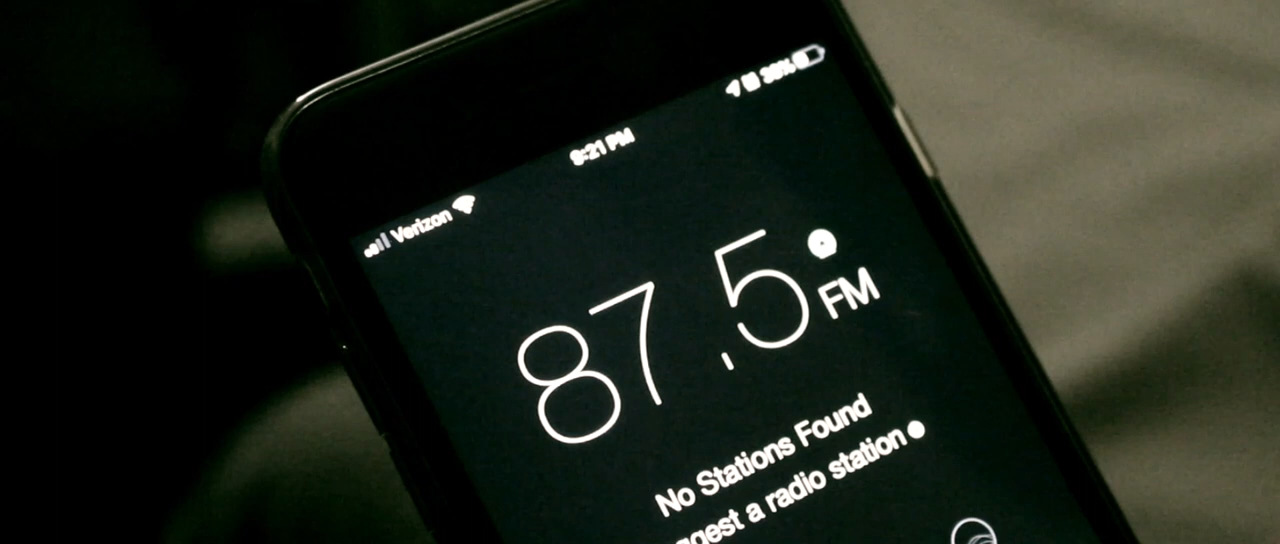 Verizon
9:21 PM
87.5
FM
No Stations Found
a radio station